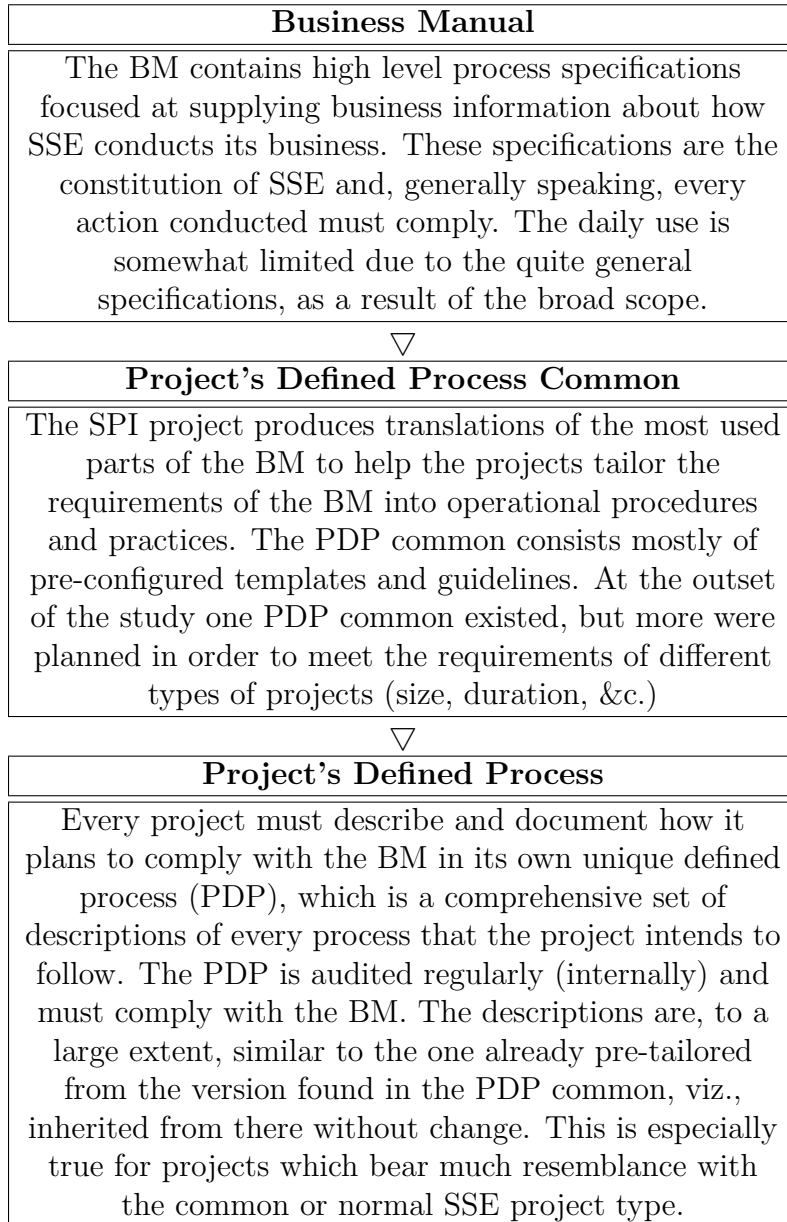 Business Manual
The BM contains high level process specifications
focused at supplying business information about how
SSE conducts its business. These specifications are the
constitution of SSE and, generally speaking, every
action conducted must comply. The daily use is
somewhat limited due to the quite general
specifications, as a result of the broad scope.
▽
Project's Defined Process Common
The SPI project produces translations of the most used
parts of the BM to help the projects tailor the
requirements of the BM into operational procedures
and practices. The PDP common consists mostly of
pre-configured templates and guidelines. At the outset
of the study one PDP common existed, but more were
planned in order to meet the requirements of different
types of projects (size, duration, &c.)
▽
Project's Defined Process
Every project must describe and document how it
plans to comply with the BM in its own unique defined
process (PDP), which is a comprehensive set of
descriptions of every process that the project intends to
follow. The PDP is audited regularly (internally) and
must comply with the BM. The descriptions are, to a
large extent, similar to the one already pre-tailored
from the version found in the PDP common, viz.,
inherited from there without change. This is especially
true for projects which bear much resemblance with
the common or normal SSE project type.